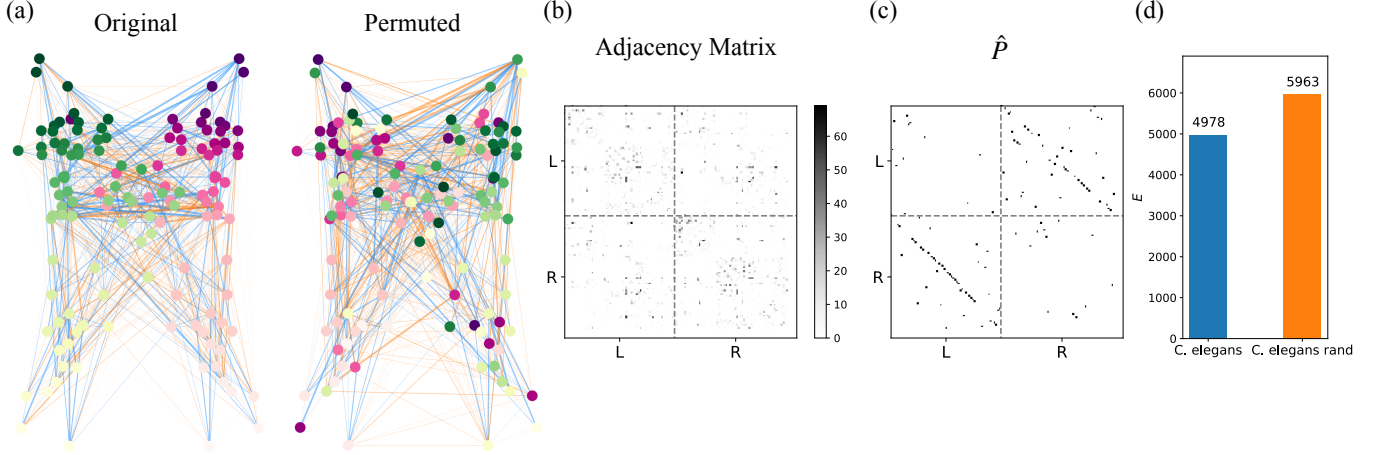 (a)
Original
Permuted
(b)
Adjacency Matrix
L
R
L
R
60
50
40
30
20
10
0
(c)
P̂
L
R
L
R
(d)
E
6000
5000
4000
3000
2000
1000
0
4978
5963
C. elegans
C. elegans rand